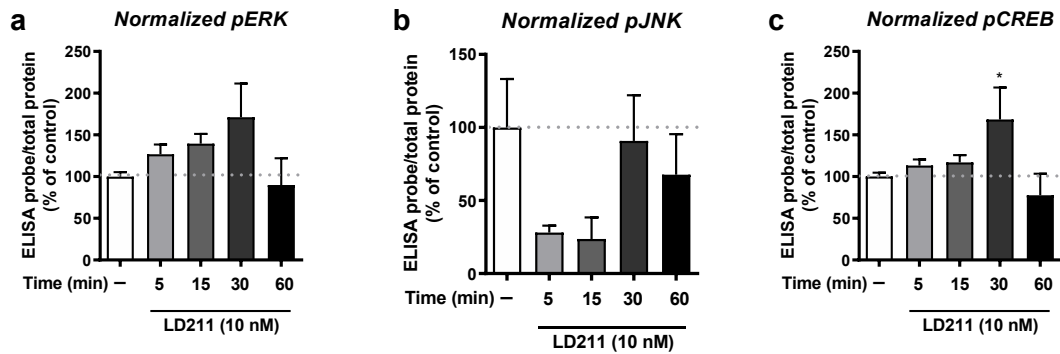 a
Normalized pERK
ELISA probe/total protein
(% of control)
250
200
150
100
50
0
Time (min)
–
5
15
30
60
LD211 (10 nM)
b
Normalized pJNK
ELISA probe/total protein
(% of control)
150
100
50
0
Time (min)
–
5
15
30
60
LD211 (10 nM)
c
Normalized pCREB
ELISA probe/total protein
(% of control)
250
200
150
100
50
0
*
Time (min)
–
5
15
30
60
LD211 (10 nM)